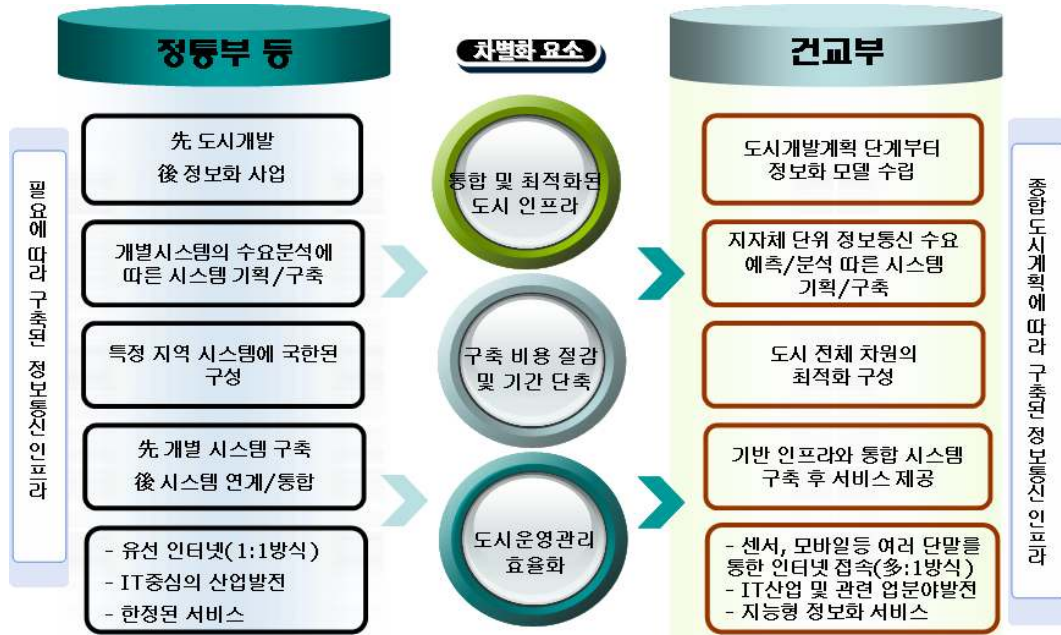 정통부 등
차별화 요소
건교부
필요에 따라 구축된 정보통신 인프라
先 도시개발
後 정보화 사업
개별시스템의 수요분석에
따른 시스템 기획/구축
특정 지역 시스템에 국한된
구성
先 개별 시스템 구축
後 시스템 연계/통합
- 유선 인터넷(1:1방식)
- IT중심의 산업발전
- 한정된 서비스
통합 및 최적화된
도시 인프라
구축 비용 절감
및 기간 단축
도시운영관리
효율화
도시개발계획 단계부터
정보화 모델 수립
지자체 단위 정보통신 수요
예측/분석 따른 시스템
기획/구축
도시 전체 차원의
최적화 구성
기반 인프라와 통합 시스템
구축 후 서비스 제공
- 센서, 모바일등 여러 단말를
통한 인터넷 접속(多:1방식)
- IT산업 및 관련 업분야발전
- 지능형 정보화 서비스
종합도시계획에 따라 구축된 정보통신 인프라